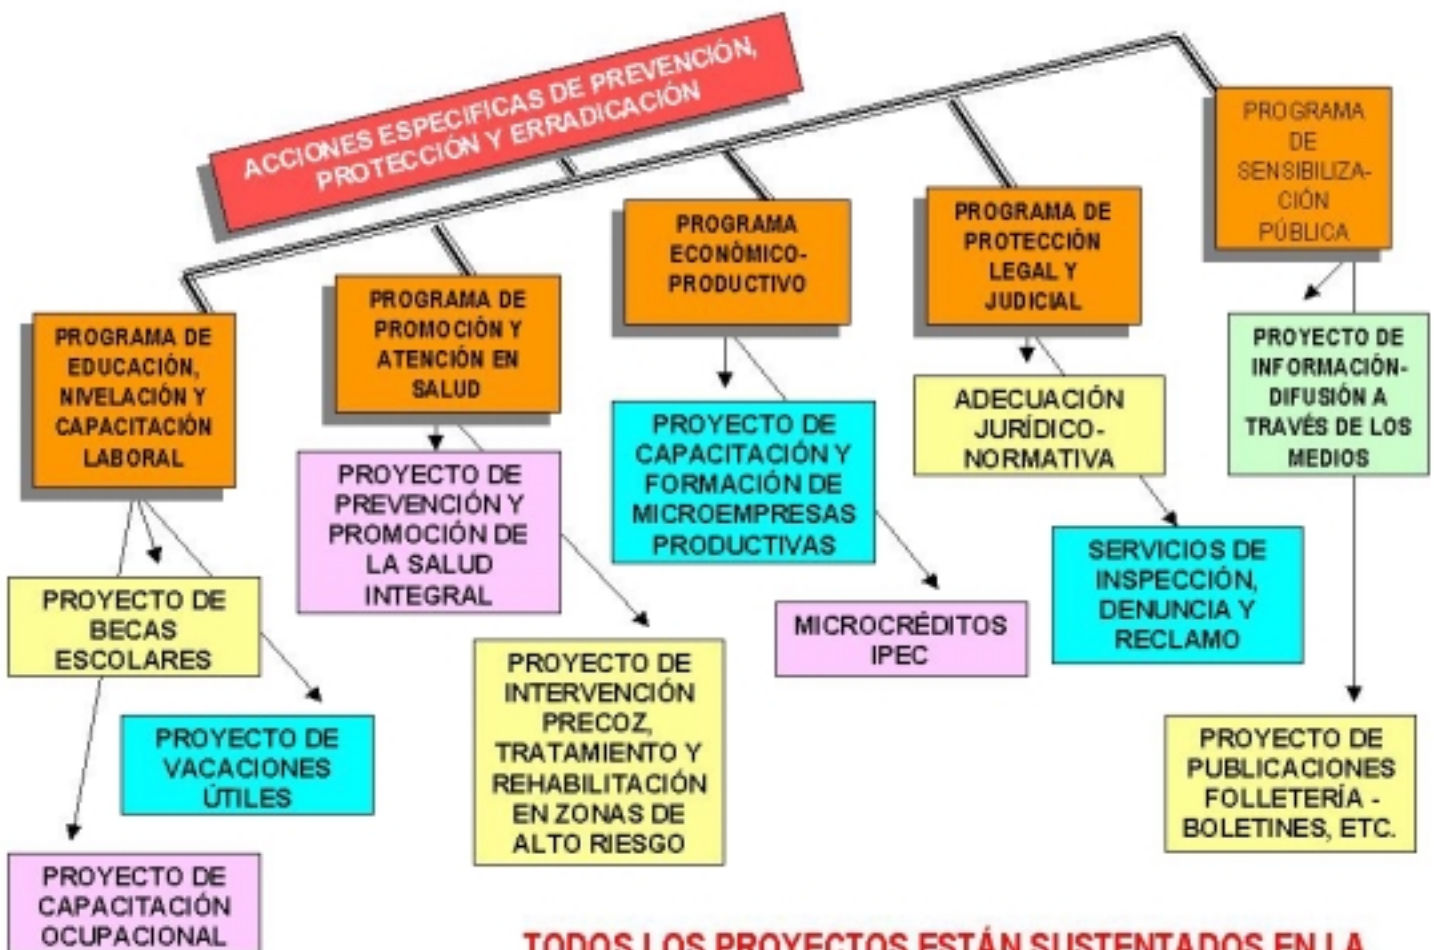 ACCIONES ESPECIFICAS DE PREVENCIÓN,
PROTECCIÓN Y ERRADICACIÓN
PROGRAMA DE
EDUCACIÓN,
NIVELACIÓN Y
CAPACITACIÓN
LABORAL
PROGRAMA DE
PROMOCIÓN Y
ATENCIÓN EN
SALUD
PROGRAMA
ECONÒMICO-
PRODUCTIVO
PROGRAMA DE
PROTECCIÓN
LEGAL Y
JUDICIAL
PROGRAMA
DE
SENSIBILIZA-
CIÓN
PÚBLICA
PROYECTO DE
BECAS
ESCOLARES
PROYECTO DE
VACACIONES
ÚTILES
PROYECTO DE
CAPACITACIÓN
OCUPACIONAL
PROYECTO DE
PREVENCIÓN Y
PROMOCIÓN DE
LA SALUD
INTEGRAL
PROYECTO DE
INTERVENCIÓN
PRECOZ,
TRATAMIENTO Y
REHABILITACIÓN
EN ZONAS DE
ALTO RIESGO
PROYECTO DE
CAPACITACIÓN Y
FORMACIÓN DE
MICROEMPRESAS
PRODUCTIVAS
MICROCRÉDITOS
IPEC
ADECUACIÓN
JURÍDICO-
NORMATIVA
SERVICIOS DE
INSPECCIÓN,
DENUNCIA Y
RECLAMO
PROYECTO DE
INFORMACIÓN-
DIFUSIÓN A
TRAVÉS DE LOS
MEDIOS
PROYECTO DE
PUBLICACIONES
FOLLETERÍA -
BOLETINES, ETC.
TODOS LOS PROYECTOS ESTÁN SUSTENTADOS EN LA